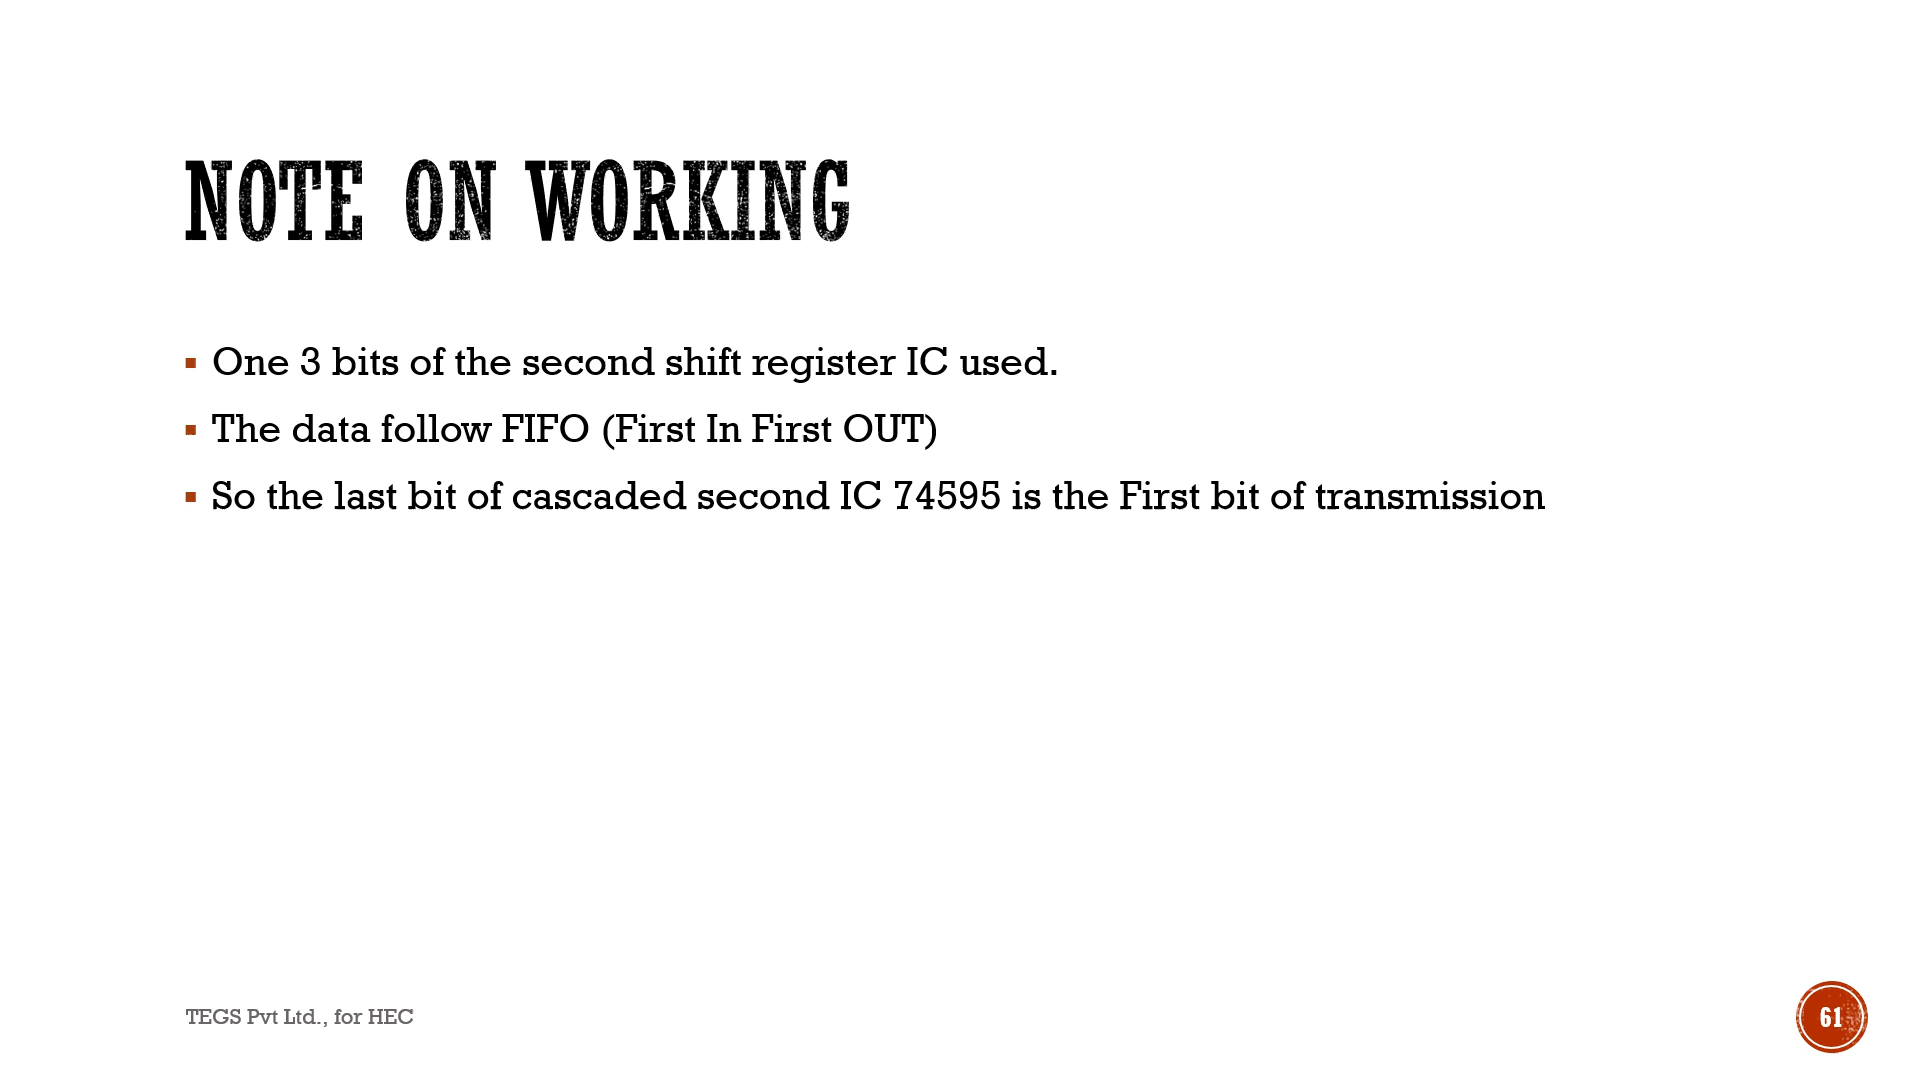 NOTE ON WORKING
▪ One 3 bits of the second shift register IC used.
▪ The data follow FIFO (First In First OUT)
▪ So the last bit of cascaded second IC 74595 is the First bit of transmission
TEGS Pvt Ltd., for HEC
61